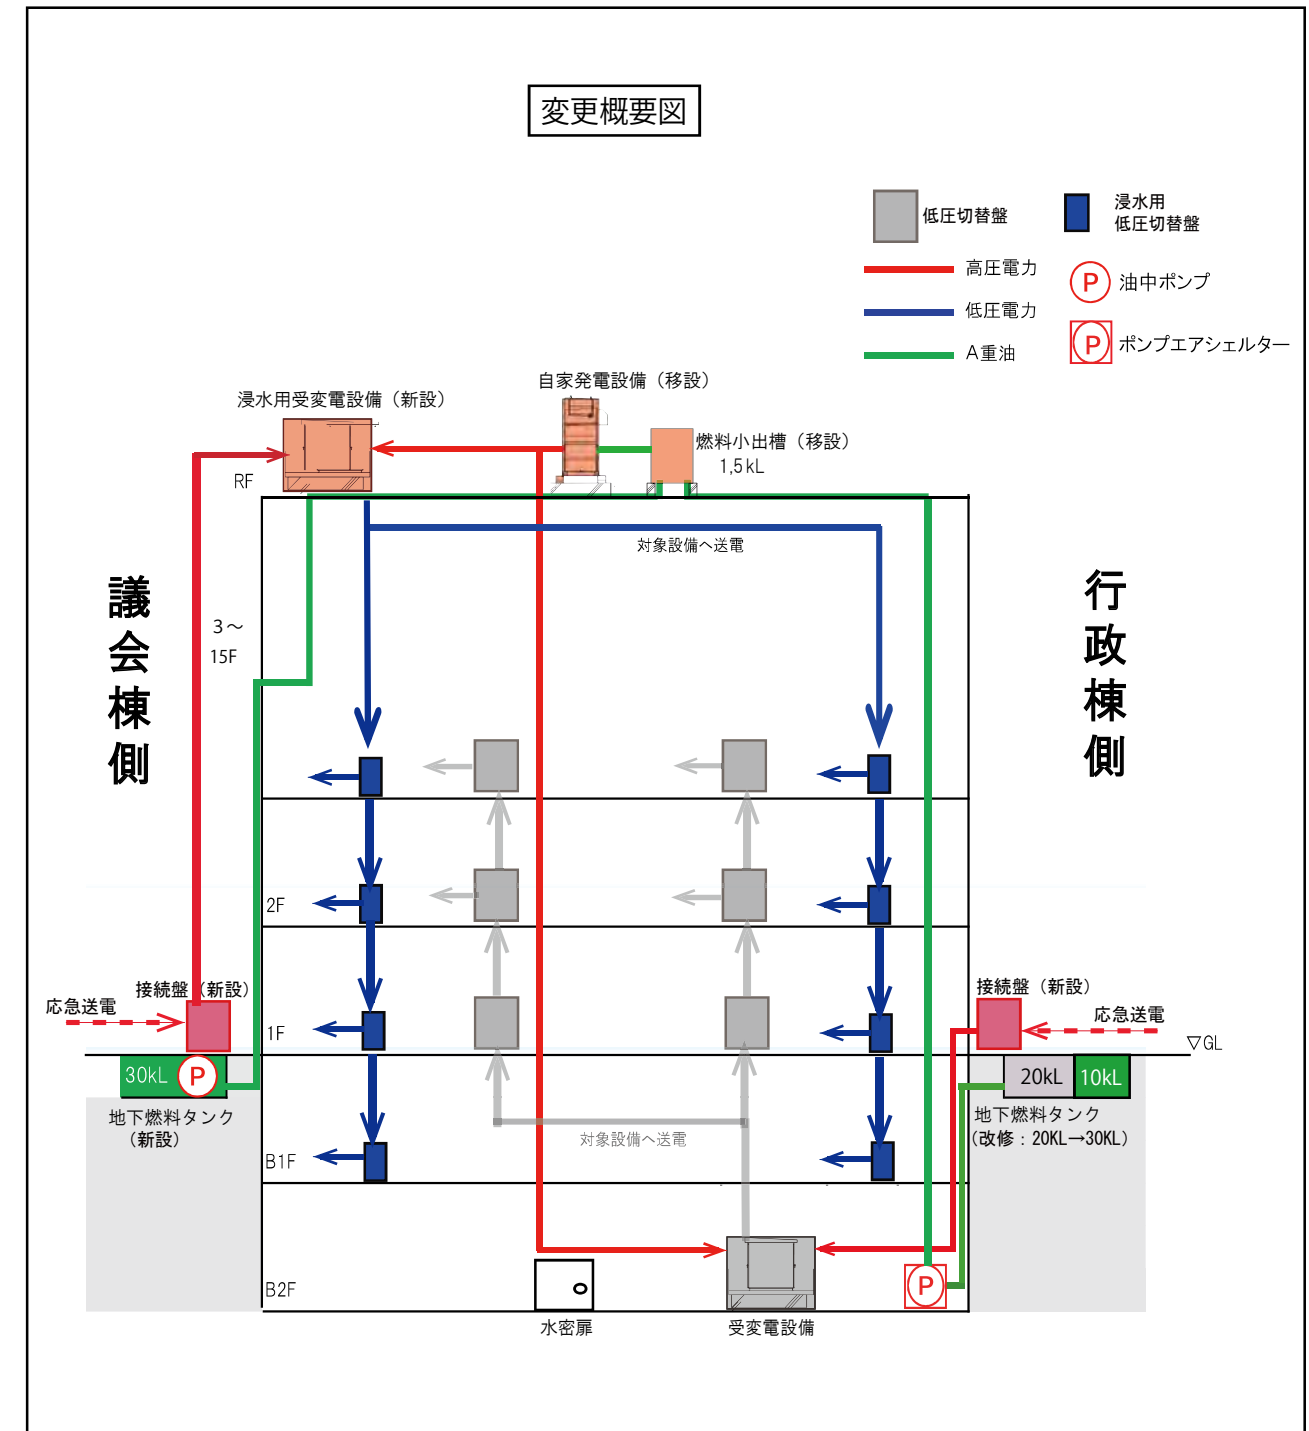 変更概要図
低圧切替盤
浸水用
低圧切替盤
高圧電力
P
油中ポンプ
低圧電力
P
ポンプエアシェルター
A重油
自家発電設備（移設）
浸水用受変電設備（新設）
燃料小出槽（移設）
1,5kL
RF
対象設備へ送電
議会棟側
行政棟側
3～
15F
2F
接続盤（新設）
応急送電
1F
接続盤（新設）
応急送電
▽GL
30kL
P
20kL
10kL
地下燃料タンク
（新設）
地下燃料タンク
（改修：20KL→30KL）
対象設備へ送電
B1F
B2F
P
水密扉
受変電設備